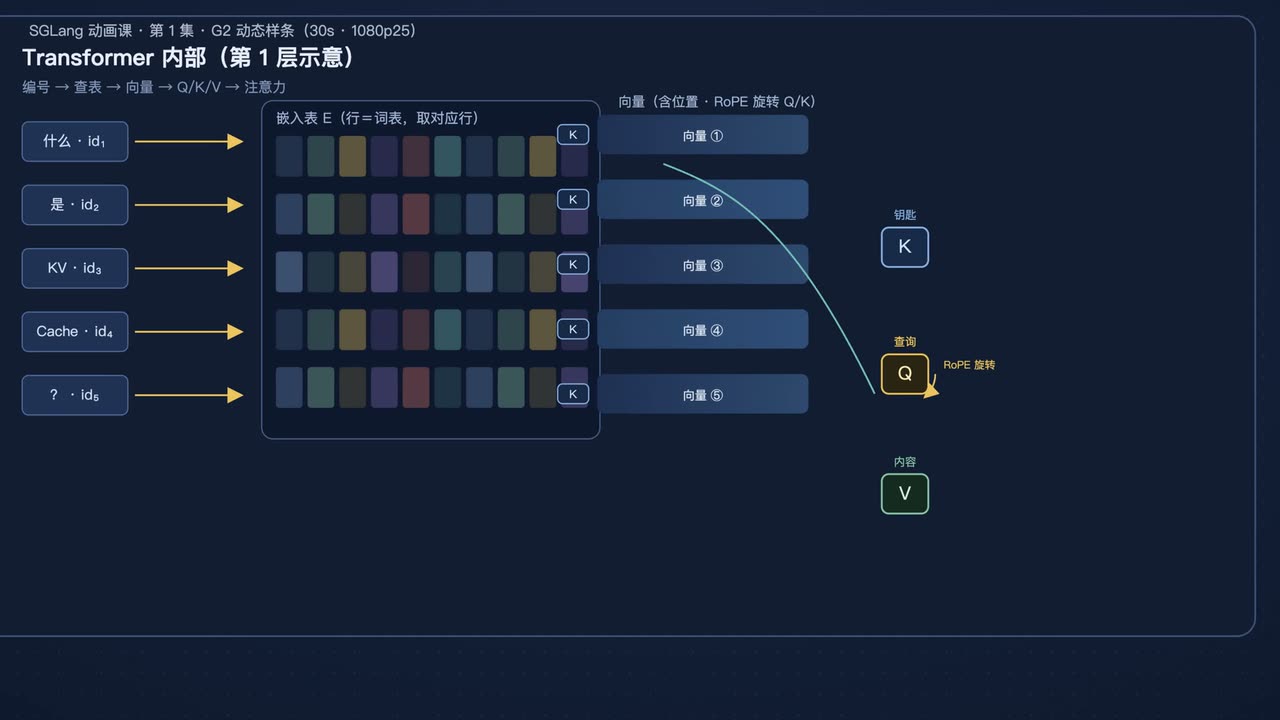 SGLang 动画课 · 第 1 集 · G2 动态样条（30s · 1080p25）
Transformer 内部（第 1 层示意）
编号 → 查表 → 向量 → Q/K/V → 注意力
什么 · id₁
是 · id₂
KV · id₃
Cache · id₄
？ · id₅
嵌入表 E（行＝词表，取对应行）
K
K
K
K
K
向量（含位置 · RoPE 旋转 Q/K）
向量 ①
向量 ②
向量 ③
向量 ④
向量 ⑤
钥匙
K
查询
Q
RoPE 旋转
内容
V